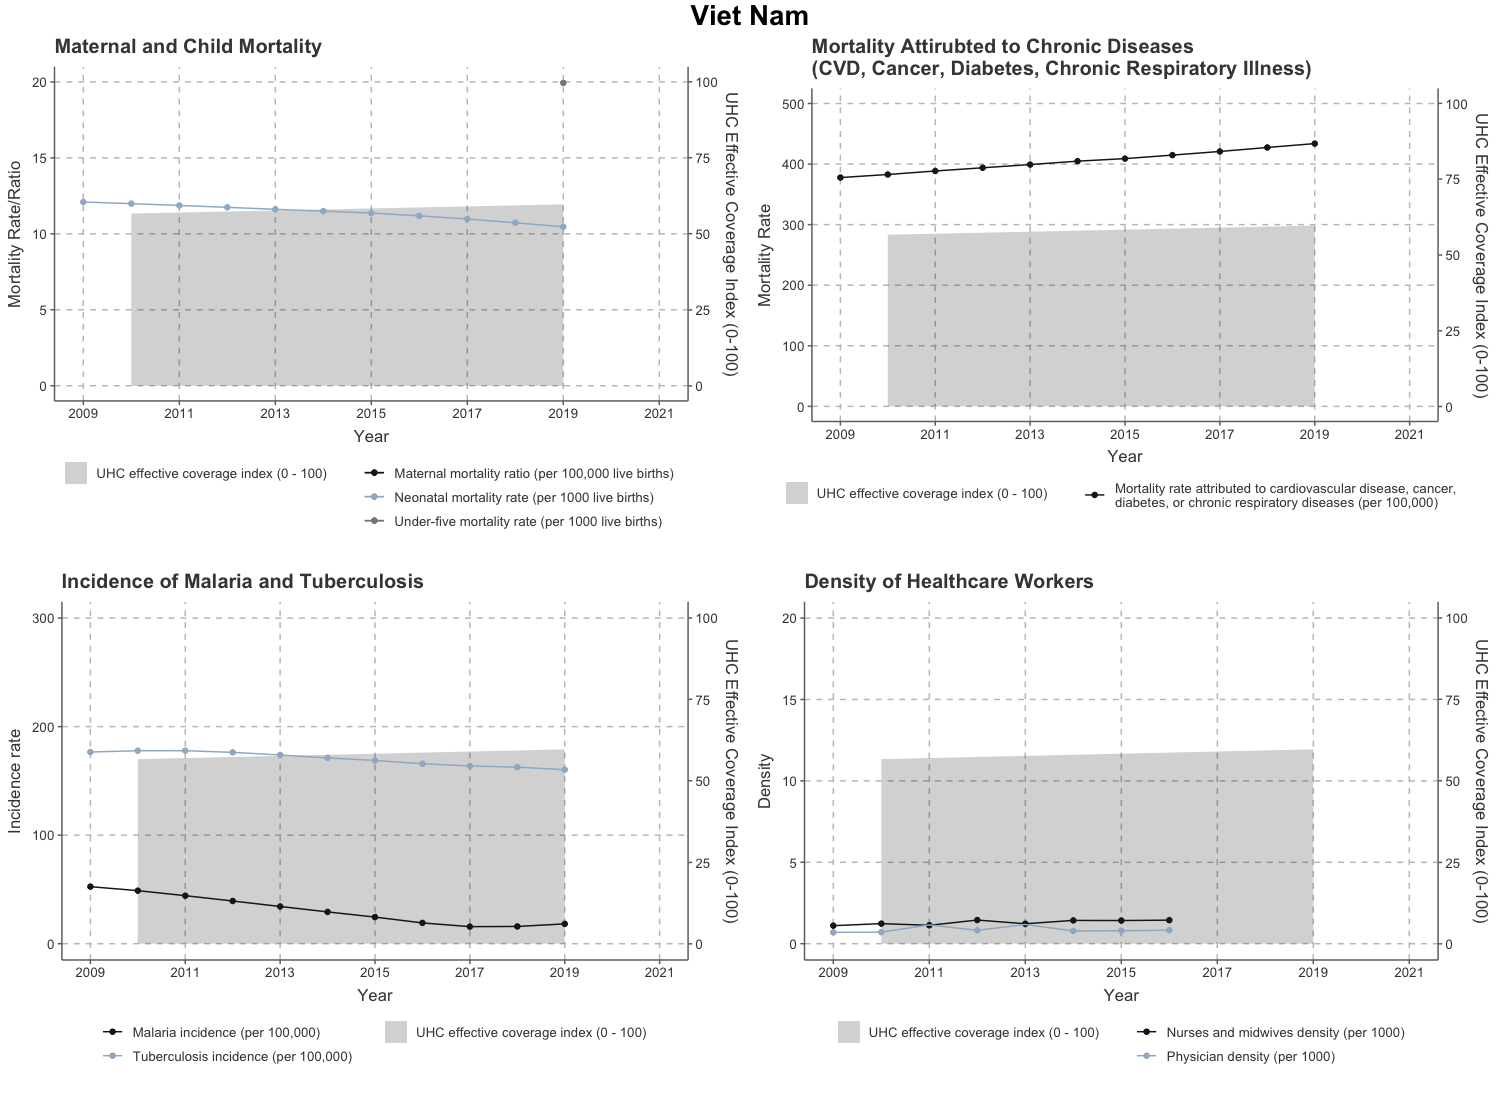 Viet Nam
Maternal and Child Mortality
20
15
10
5
0
100
75
50
25
0
Mortality Rate/Ratio
UHC Effective Coverage Index (0-100)
2009 2011 2013 2015 2017 2019 2021
Year
UHC effective coverage index (0 - 100)
Maternal mortality ratio (per 100,000 live births)
Neonatal mortality rate (per 1000 live births)
Under-five mortality rate (per 1000 live births)
Mortality Attirubted to Chronic Diseases
(CVD, Cancer, Diabetes, Chronic Respiratory Illness)
500
400
300
200
100
0
100
75
50
25
0
Mortality Rate
UHC Effective Coverage Index (0-100)
2009 2011 2013 2015 2017 2019 2021
Year
UHC effective coverage index (0 - 100)
Mortality rate attributed to cardiovascular disease, cancer,
diabetes, or chronic respiratory diseases (per 100,000)
Incidence of Malaria and Tuberculosis
300
200
100
0
100
75
50
25
0
Incidence rate
UHC Effective Coverage Index (0-100)
2009 2011 2013 2015 2017 2019 2021
Year
Malaria incidence (per 100,000)
Tuberculosis incidence (per 100,000)
UHC effective coverage index (0 - 100)
Density of Healthcare Workers
20
15
10
5
0
100
75
50
25
0
Density
UHC Effective Coverage Index (0-100)
2009 2011 2013 2015 2017 2019 2021
Year
UHC effective coverage index (0 - 100)
Nurses and midwives density (per 1000)
Physician density (per 1000)